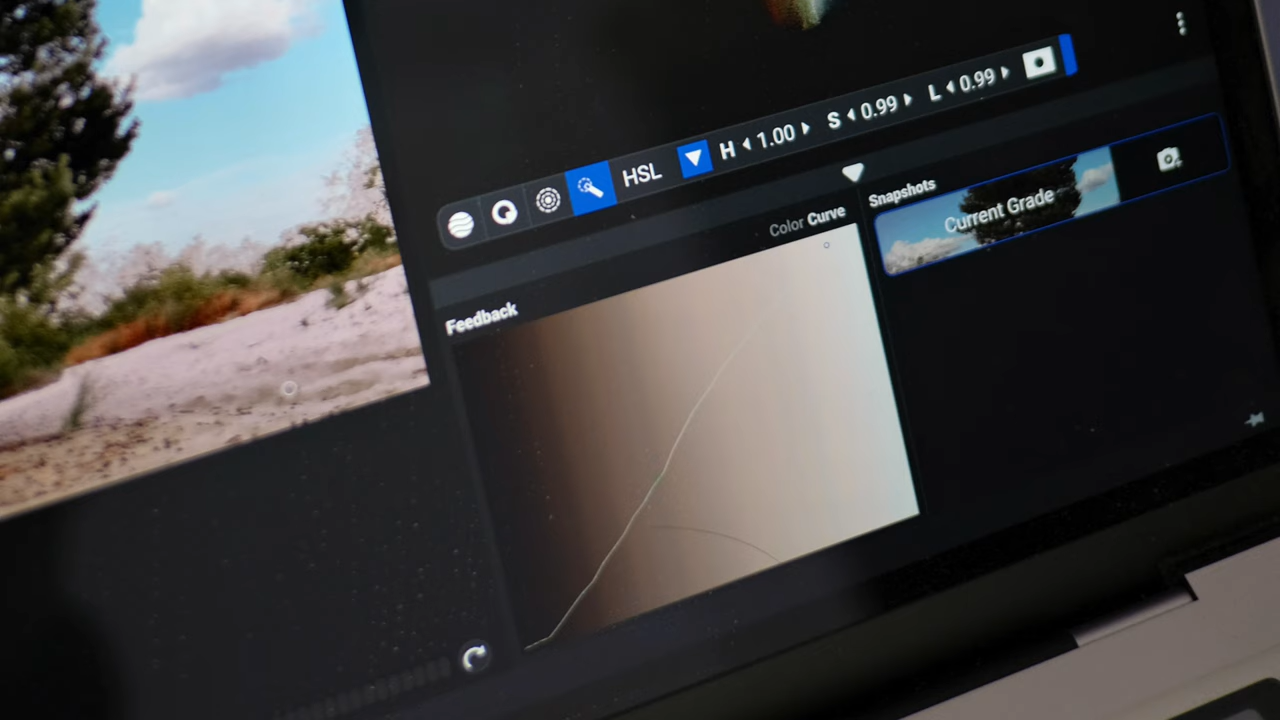 HSL H 1.00 S 0.99 L 0.99
Color Curve
Snapshots
Current Grade
Feedback